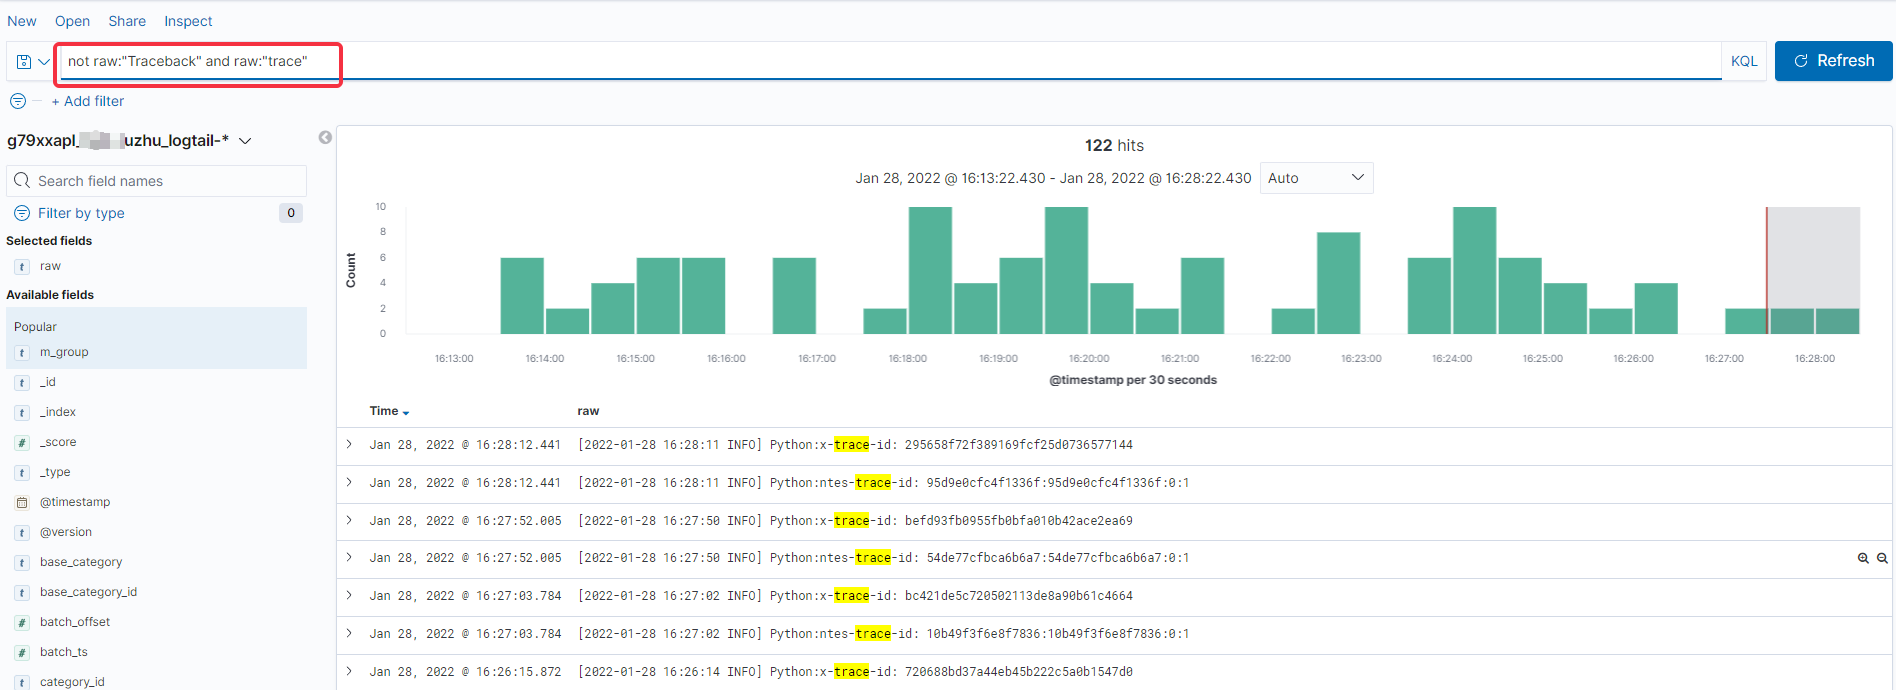 New Open Share Inspect
not raw:"Traceback" and raw:"trace"
KQL
Refresh
+ Add filter
g79xxapl_ uzhu_logtail-*
Search field names
Filter by type 0
Selected fields
t raw
Available fields
Popular
t m_group
t _id
t _index
# _score
t _type
@timestamp
t @version
t base_category
t base_category_id
# batch_offset
# batch_ts
t category_id
122 hits
Jan 28, 2022 @ 16:13:22.430 - Jan 28, 2022 @ 16:28:22.430 Auto
Count
10
8
6
4
2
0
16:13:00 16:14:00 16:15:00 16:16:00 16:17:00 16:18:00 16:19:00 16:20:00 16:21:00 16:22:00 16:23:00 16:24:00 16:25:00 16:26:00 16:27:00 16:28:00
@timestamp per 30 seconds
Time raw
Jan 28, 2022 @ 16:28:12.441 [2022-01-28 16:28:11 INFO] Python:x-trace-id: 295658f72f389169fcf25d0736577144
Jan 28, 2022 @ 16:28:12.441 [2022-01-28 16:28:11 INFO] Python:ntes-trace-id: 95d9e0cfc4f1336f:95d9e0cfc4f1336f:0:1
Jan 28, 2022 @ 16:27:52.005 [2022-01-28 16:27:50 INFO] Python:x-trace-id: befd93fb0955fb0bfa010b42ace2ea69
Jan 28, 2022 @ 16:27:52.005 [2022-01-28 16:27:50 INFO] Python:ntes-trace-id: 54de77cfbca6b6a7:54de77cfbca6b6a7:0:1
Jan 28, 2022 @ 16:27:03.784 [2022-01-28 16:27:02 INFO] Python:x-trace-id: bc421de5c720502113de8a90b61c4664
Jan 28, 2022 @ 16:27:03.784 [2022-01-28 16:27:02 INFO] Python:ntes-trace-id: 10b49f3f6e8f7836:10b49f3f6e8f7836:0:1
Jan 28, 2022 @ 16:26:15.872 [2022-01-28 16:26:14 INFO] Python:x-trace-id: 720688bd37a44eb45b222c5a0b1547d0